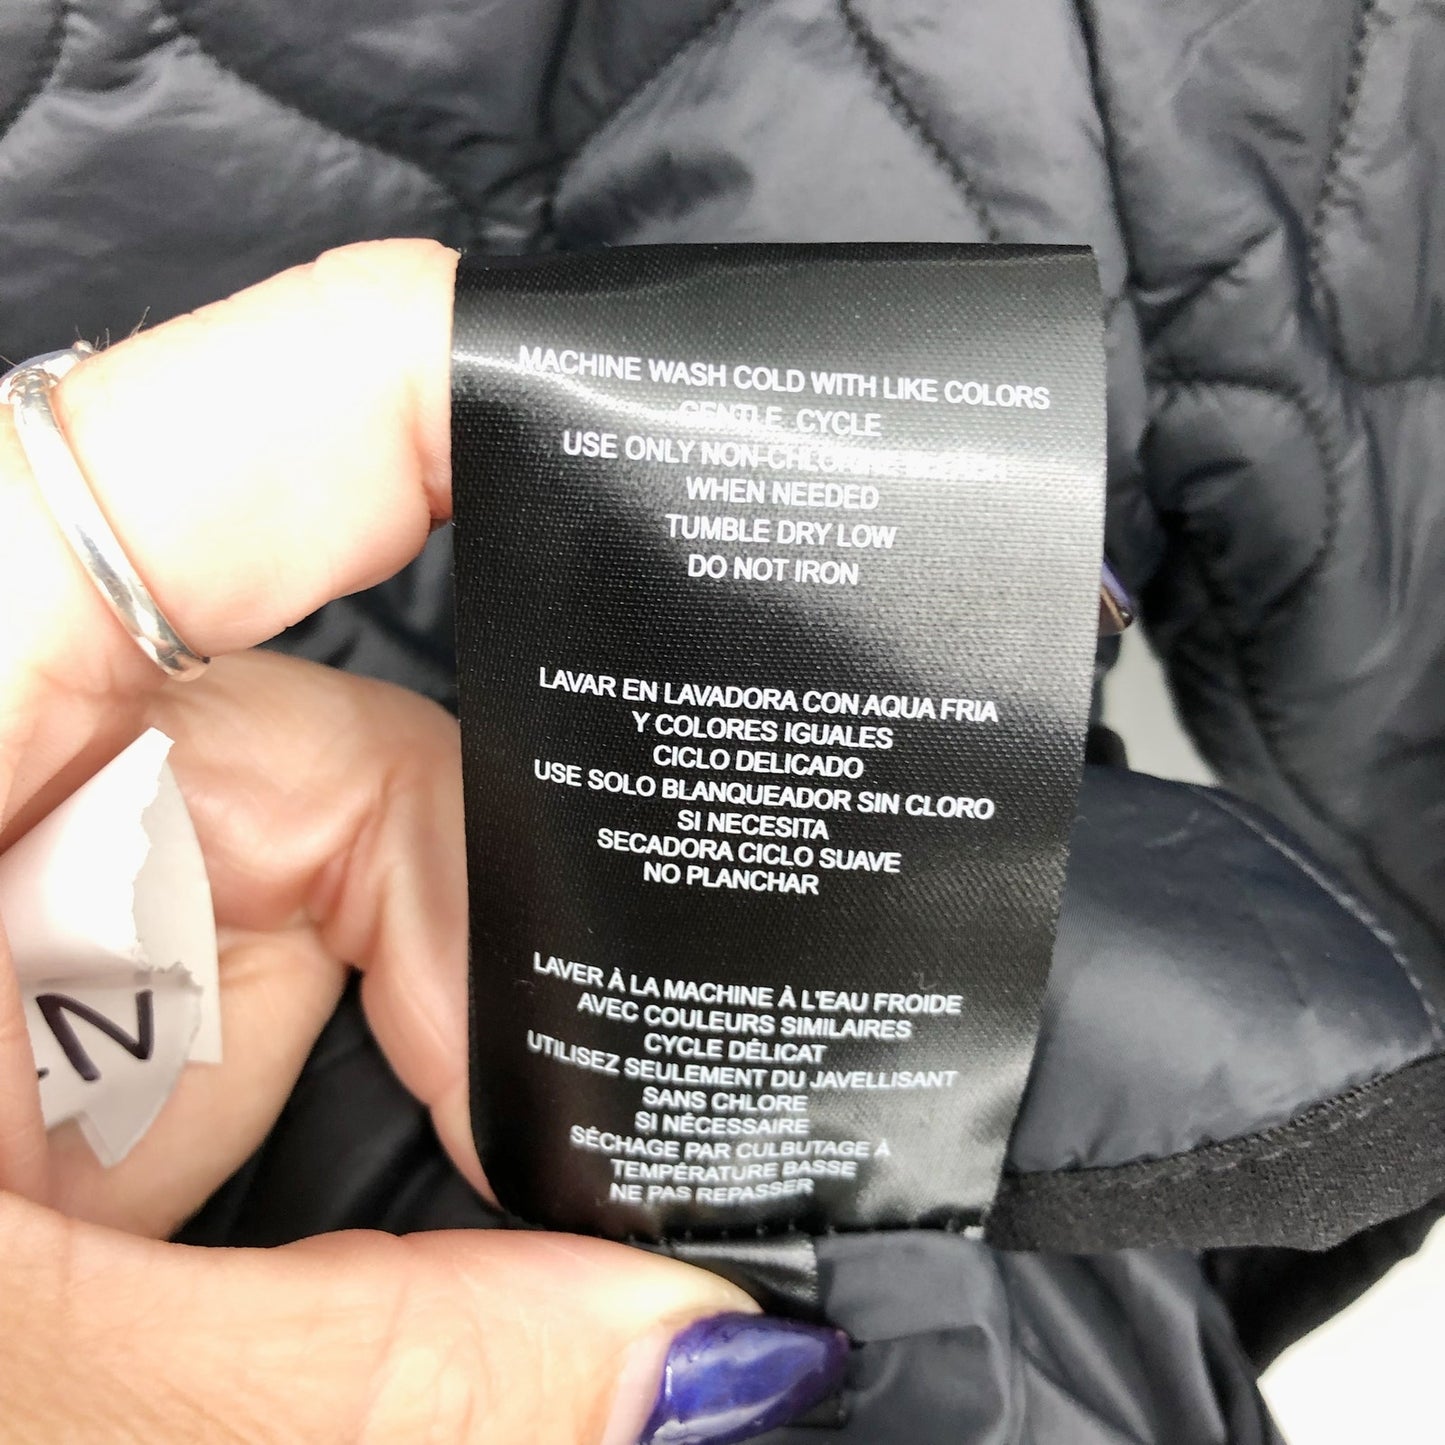 MACHINE WASH COLD WITH LIKE COLORS
GENTLE CYCLE
USE ONLY NON-CHLORINE BLEACH
WHEN NEEDED
TUMBLE DRY LOW
DO NOT IRON
LAVAR EN LAVADORA CON AQUA FRIA
Y COLORES IGUALES
CICLO DELICADO
USE SOLO BLANQUEADOR SIN CLORO
SI NECESITA
SECADORA CICLO SUAVE
NO PLANCHAR
LAVER À LA MACHINE À L'EAU FROIDE
AVEC COULEURS SIMILAIRES
CYCLE DÉLICAT
UTILISEZ SEULEMENT DU JAVELLISANT
SANS CHLORE
SI NÉCESSAIRE
SÉCHAGE PAR CULBUTAGE À
TEMPÉRATURE BASSE
NE PAS REPASSER